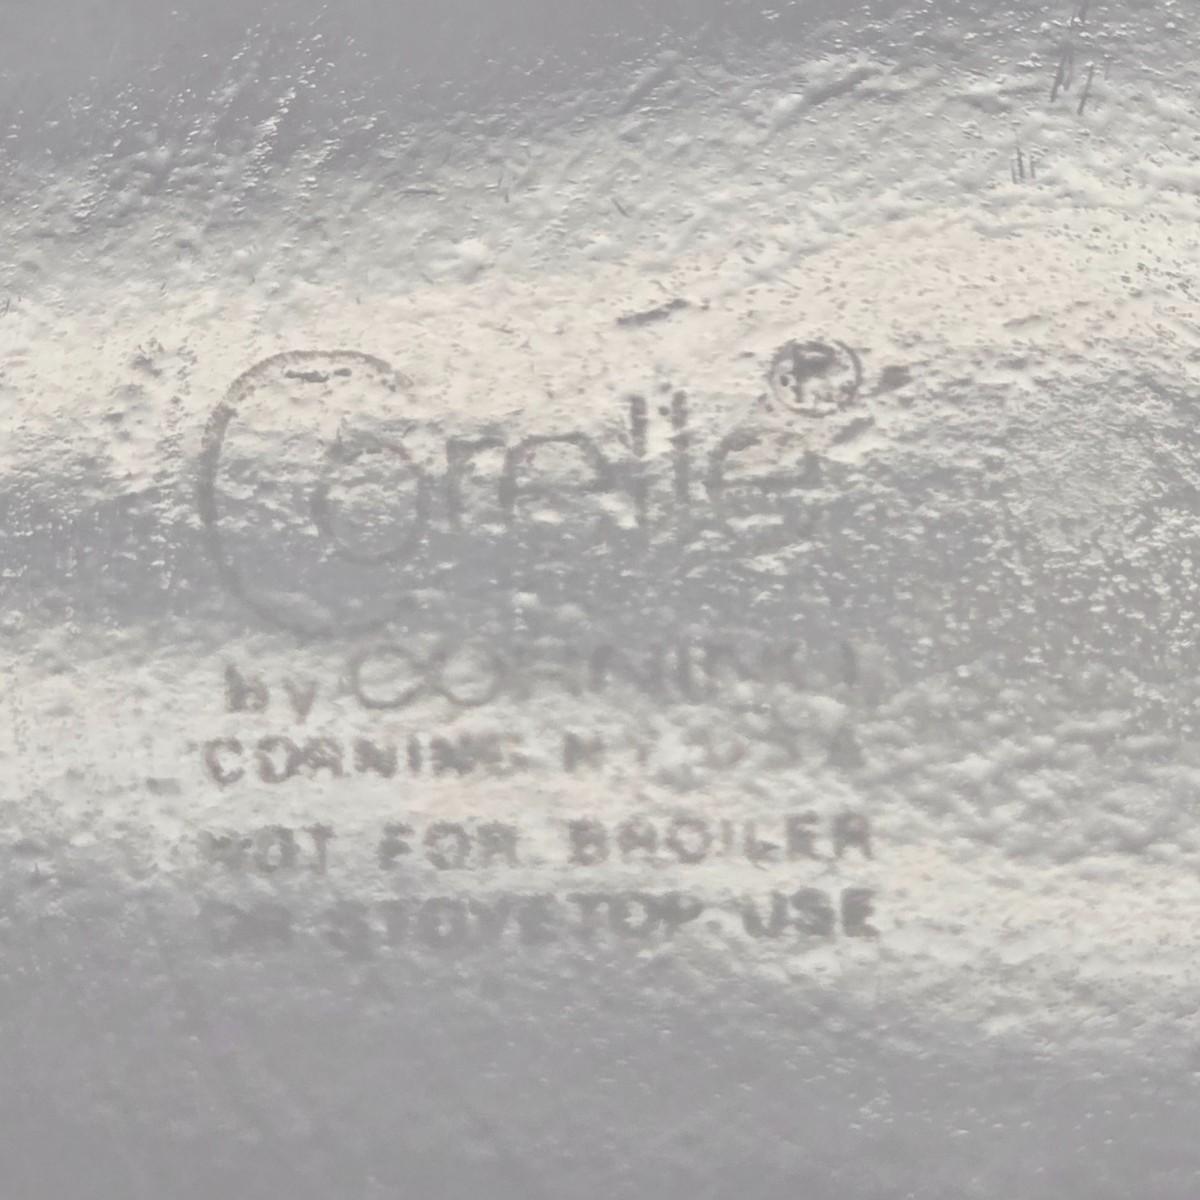 Corelle®
by CORNING
CORNING N.Y. U.S.A.
NOT FOR BROILER
OR STOVETOP USE